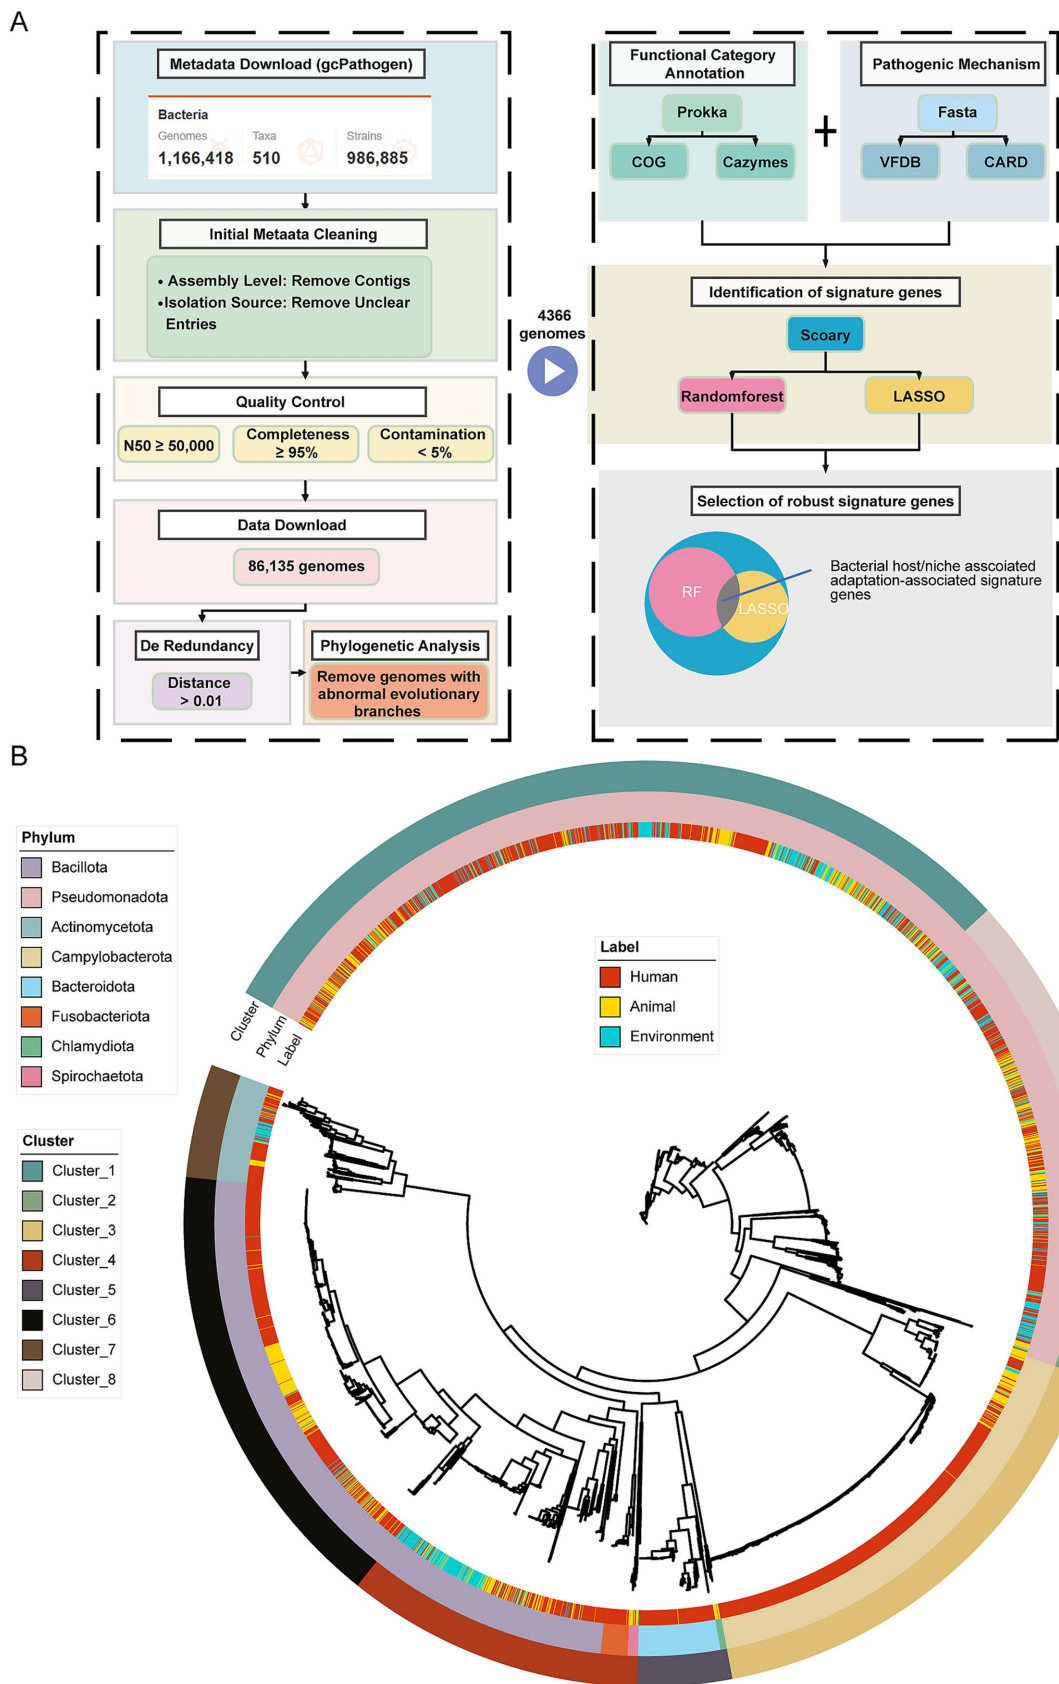 A
Metadata Download (gcPathogen)
Bacteria
Genomes Taxa Strains
1,166,418 510 986,885
Initial Metaata Cleaning
• Assembly Level: Remove Contigs
•Isolation Source: Remove Unclear
Entries
Quality Control
N50 ≥ 50,000
Completeness
≥ 95%
Contamination
< 5%
Data Download
86,135 genomes
De Redundancy
Distance
> 0.01
Phylogenetic Analysis
Remove genomes with
abnormal evolutionary
branches
4366
genomes
Functional Category
Annotation
Prokka
COG
Cazymes
+
Pathogenic Mechanism
Fasta
VFDB
CARD
Identification of signature genes
Scoary
Randomforest
LASSO
Selection of robust signature genes
RF
LASSO
Bacterial host/niche asscoiated
adaptation-associated signature
genes
B
Phylum
Bacillota
Pseudomonadota
Actinomycetota
Campylobacterota
Bacteroidota
Fusobacteriota
Chlamydiota
Spirochaetota
Cluster
Cluster_1
Cluster_2
Cluster_3
Cluster_4
Cluster_5
Cluster_6
Cluster_7
Cluster_8
Cluster
Phylum
Label
Label
Human
Animal
Environment